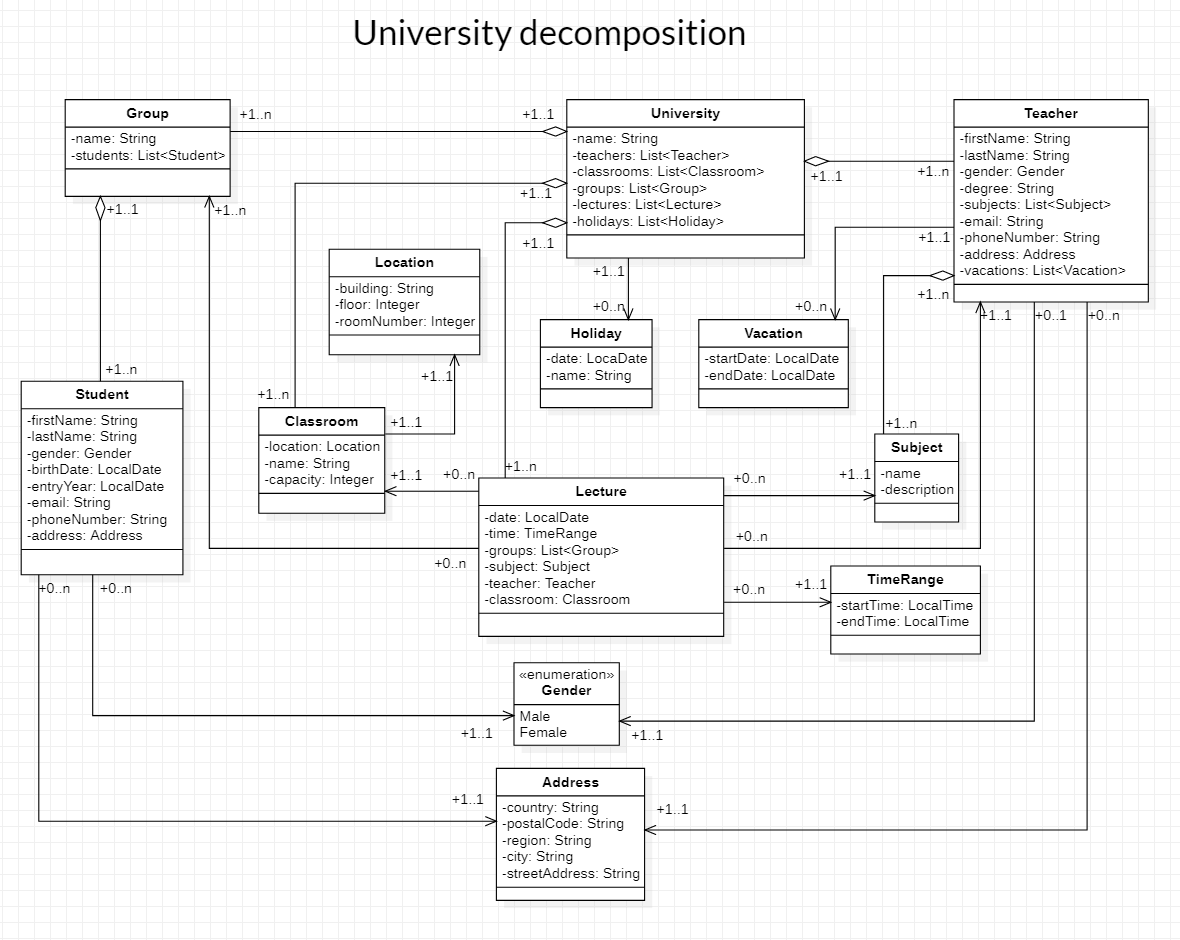 University decomposition
Group
-name: String
-students: List<Student>
+1..n
+1..1
University
-name: String
-teachers: List<Teacher>
-classrooms: List<Classroom>
-groups: List<Group>
-lectures: List<Lecture>
-holidays: List<Holiday>
+1..1
+1..1
+1..1
+1..n
Teacher
-firstName: String
-lastName: String
-gender: Gender
-degree: String
-subjects: List<Subject>
-email: String
-phoneNumber: String
-address: Address
-vacations: List<Vacation>
+1..1
+1..n
+1..1
+1..n
Location
-building: String
-floor: Integer
-roomNumber: Integer
+1..1
+0..n
+1..1
+0..n
+1..1
+0..1
+0..n
Holiday
-date: LocaDate
-name: String
Vacation
-startDate: LocalDate
-endDate: LocalDate
+1..n
Student
-firstName: String
-lastName: String
-gender: Gender
-birthDate: LocalDate
-entryYear: LocalDate
-email: String
-phoneNumber: String
-address: Address
+1..n
Classroom
-location: Location
-name: String
-capacity: Integer
+1..1
+1..1
+0..n
+1..n
+1..n
Subject
-name
-description
Lecture
-date: LocalDate
-time: TimeRange
-groups: List<Group>
-subject: Subject
-teacher: Teacher
-classroom: Classroom
+0..n
+1..1
+0..n
+0..n
+0..n
+1..1
TimeRange
-startTime: LocalTime
-endTime: LocalTime
+0..n
+0..n
«enumeration»
Gender
Male
Female
+1..1
+1..1
Address
-country: String
-postalCode: String
-region: String
-city: String
-streetAddress: String
+1..1
+1..1